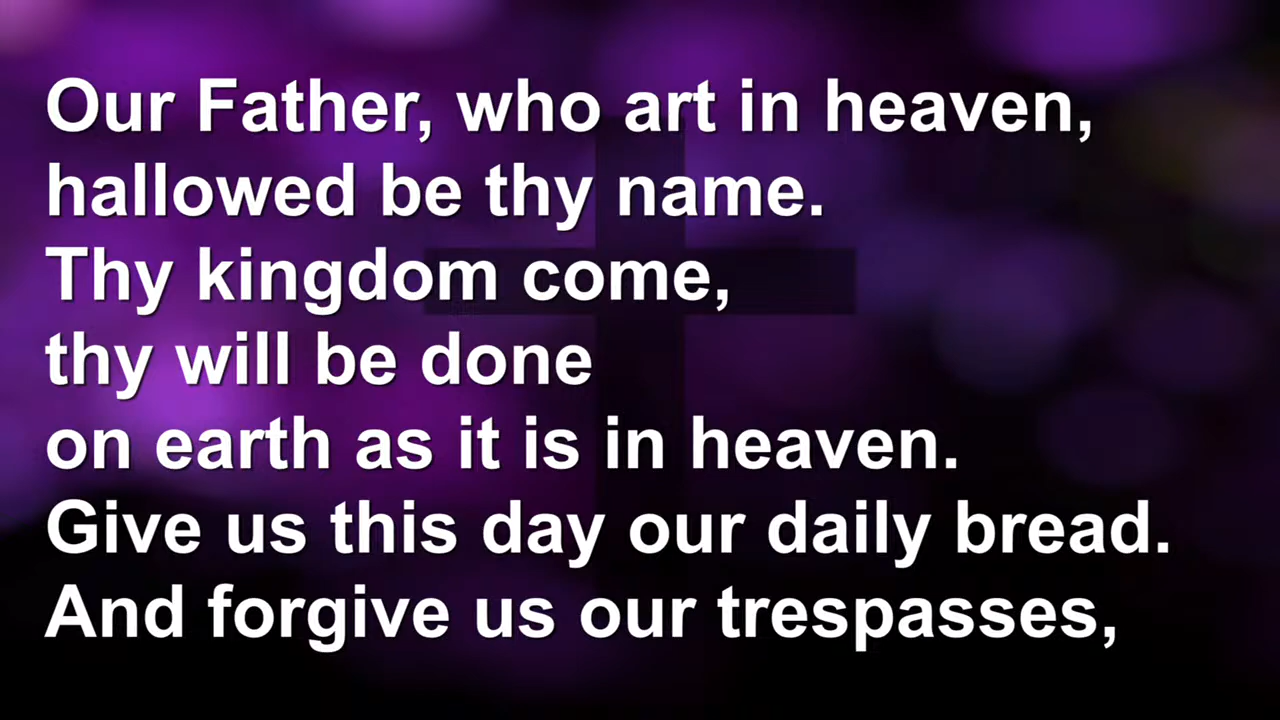 Our Father, who art in heaven,
hallowed be thy name.
Thy kingdom come,
thy will be done
on earth as it is in heaven.
Give us this day our daily bread.
And forgive us our trespasses,